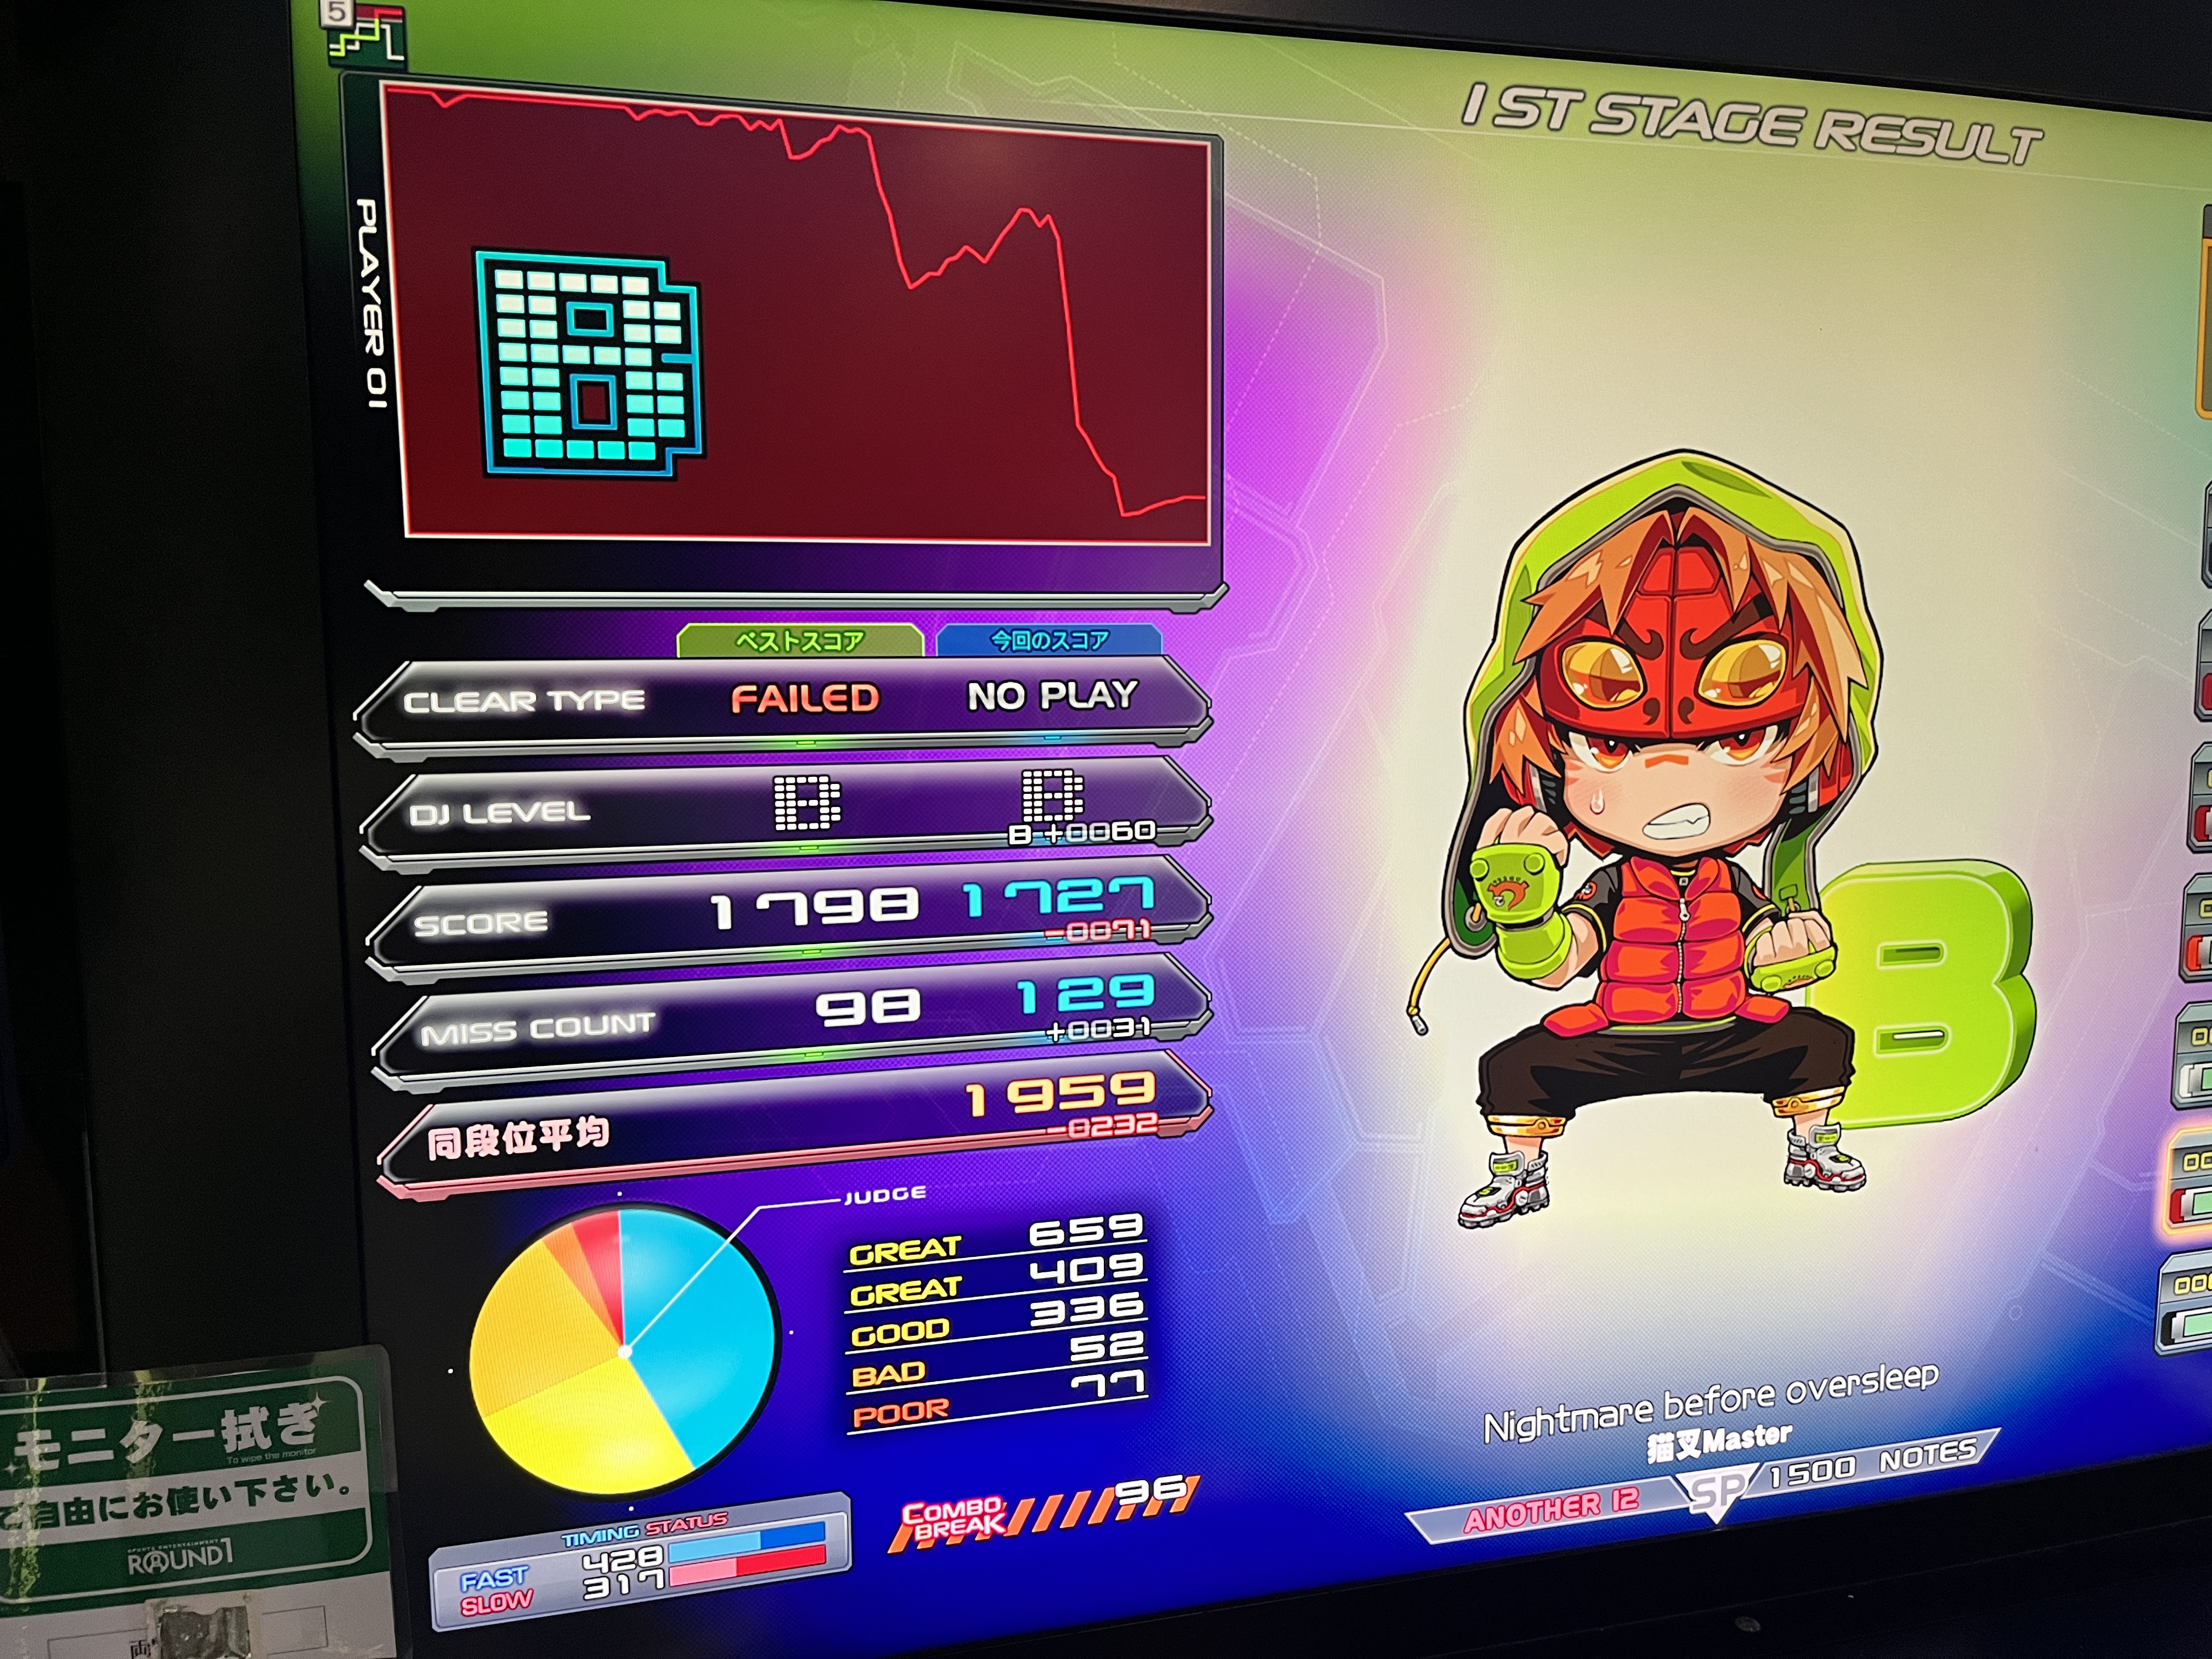 5
1ST STAGE RESULT
PLAYER 01
B
ベストスコア 今回のスコア
CLEAR TYPE FAILED NO PLAY
DJ LEVEL B B
B +0060
SCORE 1798 1727
-0071
MISS COUNT 98 129
+0031
同段位平均 1959
-0232
JUDGE
GREAT 659
GREAT 409
GOOD 336
BAD 52
POOR 77
COMBO BREAK 96
TIMING STATUS
FAST 428
SLOW 317
B
Nightmare before oversleep
猫叉Master
ANOTHER 12 SP 1500 NOTES
モニター拭き
To wipe the monitor
ご自由にお使い下さい。
SPORTS ENTERTAINMENT
ROUND1